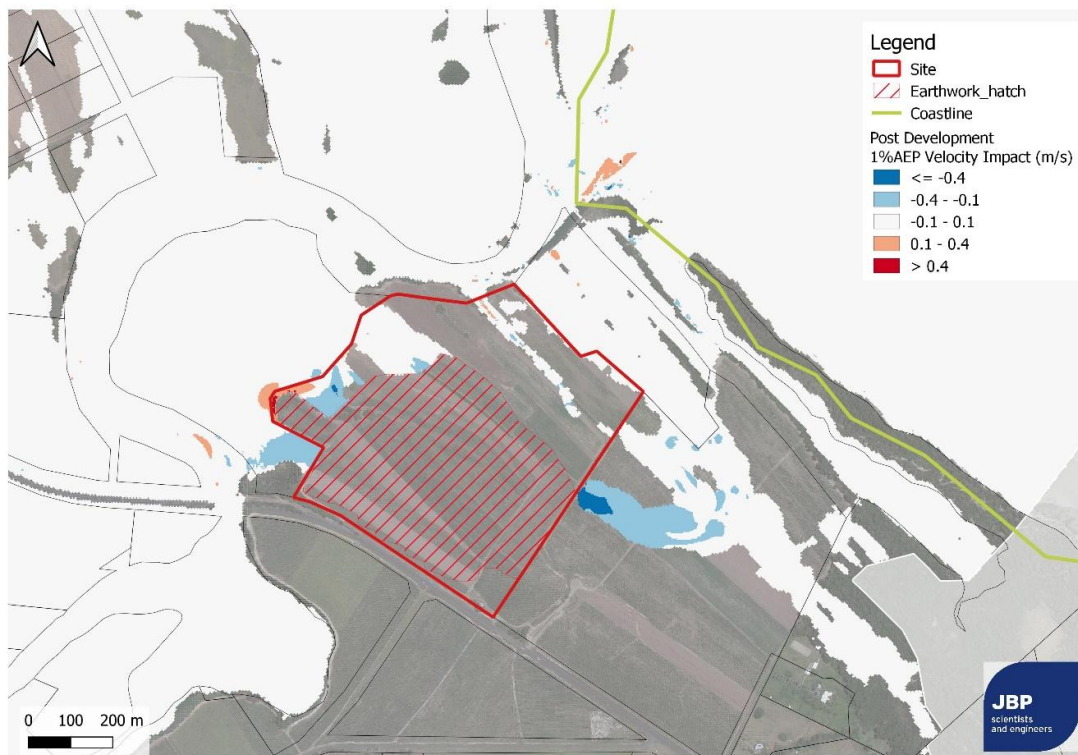 Legend
Site
Earthwork_hatch
Coastline
Post Development
1%AEP Velocity Impact (m/s)
<= -0.4
-0.4 - -0.1
-0.1 - 0.1
0.1 - 0.4
> 0.4
0 100 200 m
JBP
scientists
and engineers